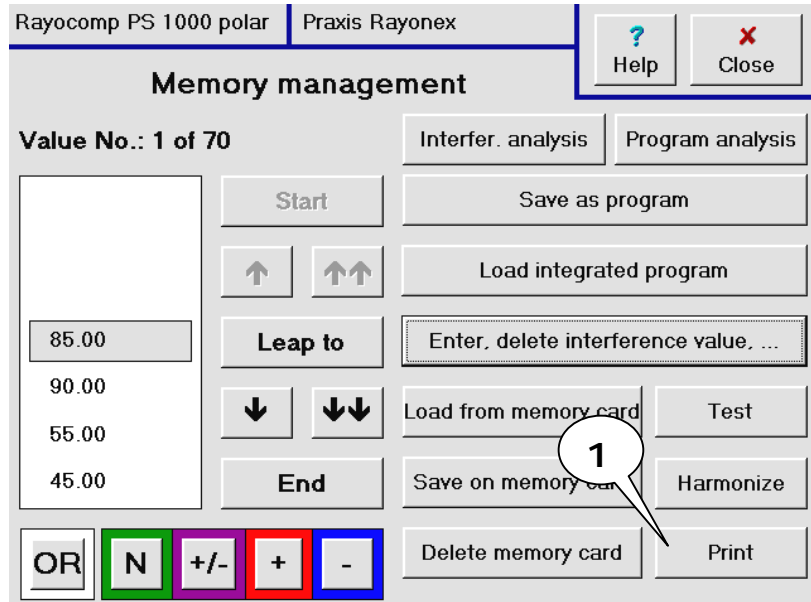 Rayocomp PS 1000 polar
Praxis Rayonex
?
Help
x
Close
Memory management
Value No.: 1 of 70
Interfer. analysis
Program analysis
Start
Save as program
Load integrated program
85.00
Leap to
Enter, delete interference value, ...
90.00
Load from memory card
Test
55.00
45.00
End
Save on memory
Harmonize
1
OR
N
+/-
+
-
Delete memory card
Print